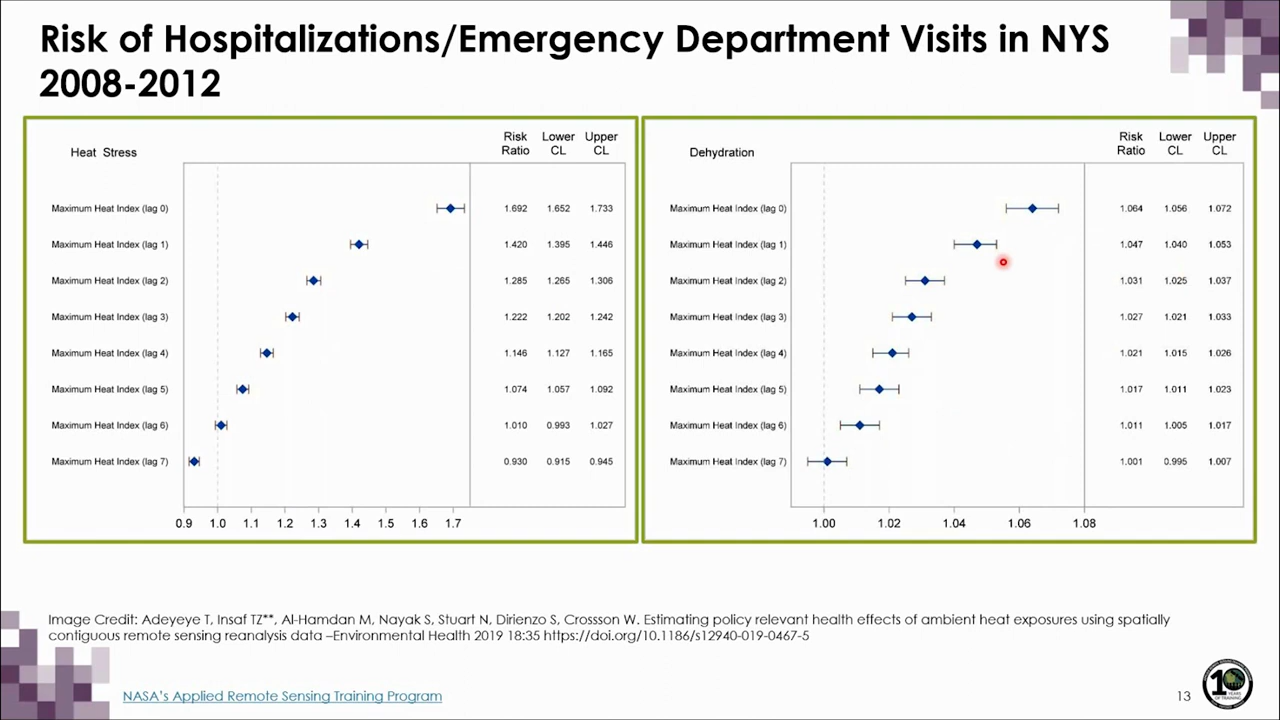 Risk of Hospitalizations/Emergency Department Visits in NYS
2008-2012
Heat Stress
Risk Ratio Lower CL Upper CL
Maximum Heat Index (lag 0) 1.692 1.652 1.733
Maximum Heat Index (lag 1) 1.420 1.395 1.446
Maximum Heat Index (lag 2) 1.285 1.265 1.306
Maximum Heat Index (lag 3) 1.222 1.202 1.242
Maximum Heat Index (lag 4) 1.146 1.127 1.165
Maximum Heat Index (lag 5) 1.074 1.057 1.092
Maximum Heat Index (lag 6) 1.010 0.993 1.027
Maximum Heat Index (lag 7) 0.930 0.915 0.945
0.9 1.0 1.1 1.2 1.3 1.4 1.5 1.6 1.7
Dehydration
Risk Ratio Lower CL Upper CL
Maximum Heat Index (lag 0) 1.064 1.056 1.072
Maximum Heat Index (lag 1) 1.047 1.040 1.053
Maximum Heat Index (lag 2) 1.031 1.025 1.037
Maximum Heat Index (lag 3) 1.027 1.021 1.033
Maximum Heat Index (lag 4) 1.021 1.015 1.026
Maximum Heat Index (lag 5) 1.017 1.011 1.023
Maximum Heat Index (lag 6) 1.011 1.005 1.017
Maximum Heat Index (lag 7) 1.001 0.995 1.007
1.00 1.02 1.04 1.06 1.08
Image Credit: Adeyeye T, Insaf TZ**, Al-Hamdan M, Nayak S, Stuart N, Dirienzo S, Crossson W. Estimating policy relevant health effects of ambient heat exposures using spatially
contiguous remote sensing reanalysis data –Environmental Health 2019 18:35 https://doi.org/10.1186/s12940-019-0467-5
NASA's Applied Remote Sensing Training Program
13
10
YEARS
OF TRAINING